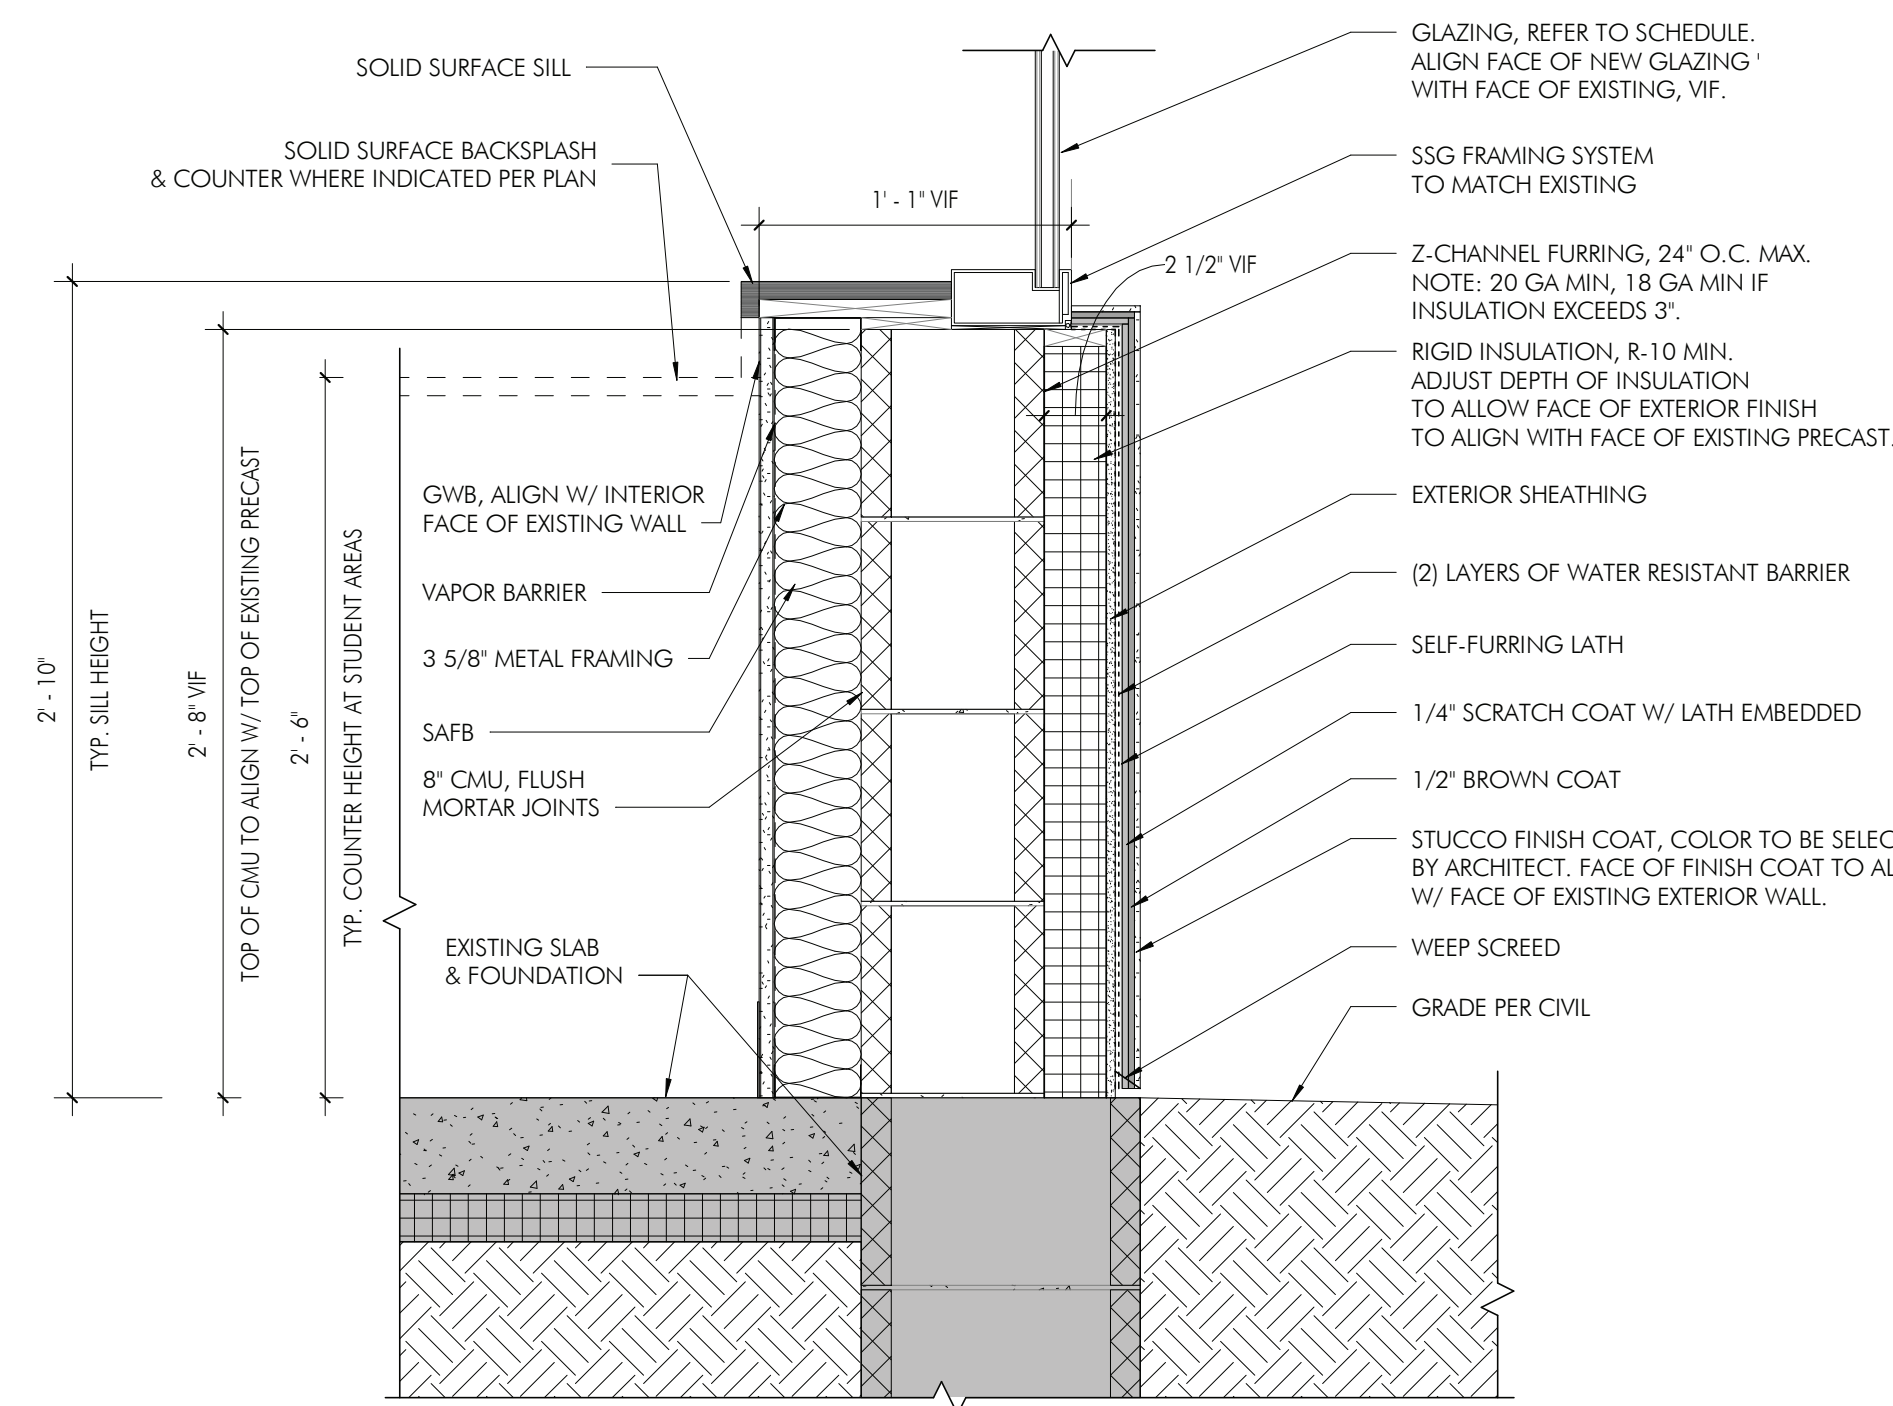 SOLID SURFACE SILL
SOLID SURFACE BACKSPLASH
& COUNTER WHERE INDICATED PER PLAN
1' - 1" VIF
2 1/2" VIF
2' - 10"
TYP. SILL HEIGHT
2' - 8" VIF
TOP OF CMU TO ALIGN W/ TOP OF EXISTING PRECAST
2' - 6"
TYP. COUNTER HEIGHT AT STUDENT AREAS
GWB, ALIGN W/ INTERIOR
FACE OF EXISTING WALL
VAPOR BARRIER
3 5/8" METAL FRAMING
SAFB
8" CMU, FLUSH
MORTAR JOINTS
EXISTING SLAB
& FOUNDATION
GLAZING, REFER TO SCHEDULE.
ALIGN FACE OF NEW GLAZING '
WITH FACE OF EXISTING, VIF.
SSG FRAMING SYSTEM
TO MATCH EXISTING
Z-CHANNEL FURRING, 24" O.C. MAX.
NOTE: 20 GA MIN, 18 GA MIN IF
INSULATION EXCEEDS 3".
RIGID INSULATION, R-10 MIN.
ADJUST DEPTH OF INSULATION
TO ALLOW FACE OF EXTERIOR FINISH
TO ALIGN WITH FACE OF EXISTING PRECAST.
EXTERIOR SHEATHING
(2) LAYERS OF WATER RESISTANT BARRIER
SELF-FURRING LATH
1/4" SCRATCH COAT W/ LATH EMBEDDED
1/2" BROWN COAT
STUCCO FINISH COAT, COLOR TO BE SELEC
BY ARCHITECT. FACE OF FINISH COAT TO AL
W/ FACE OF EXISTING EXTERIOR WALL.
WEEP SCREED
GRADE PER CIVIL